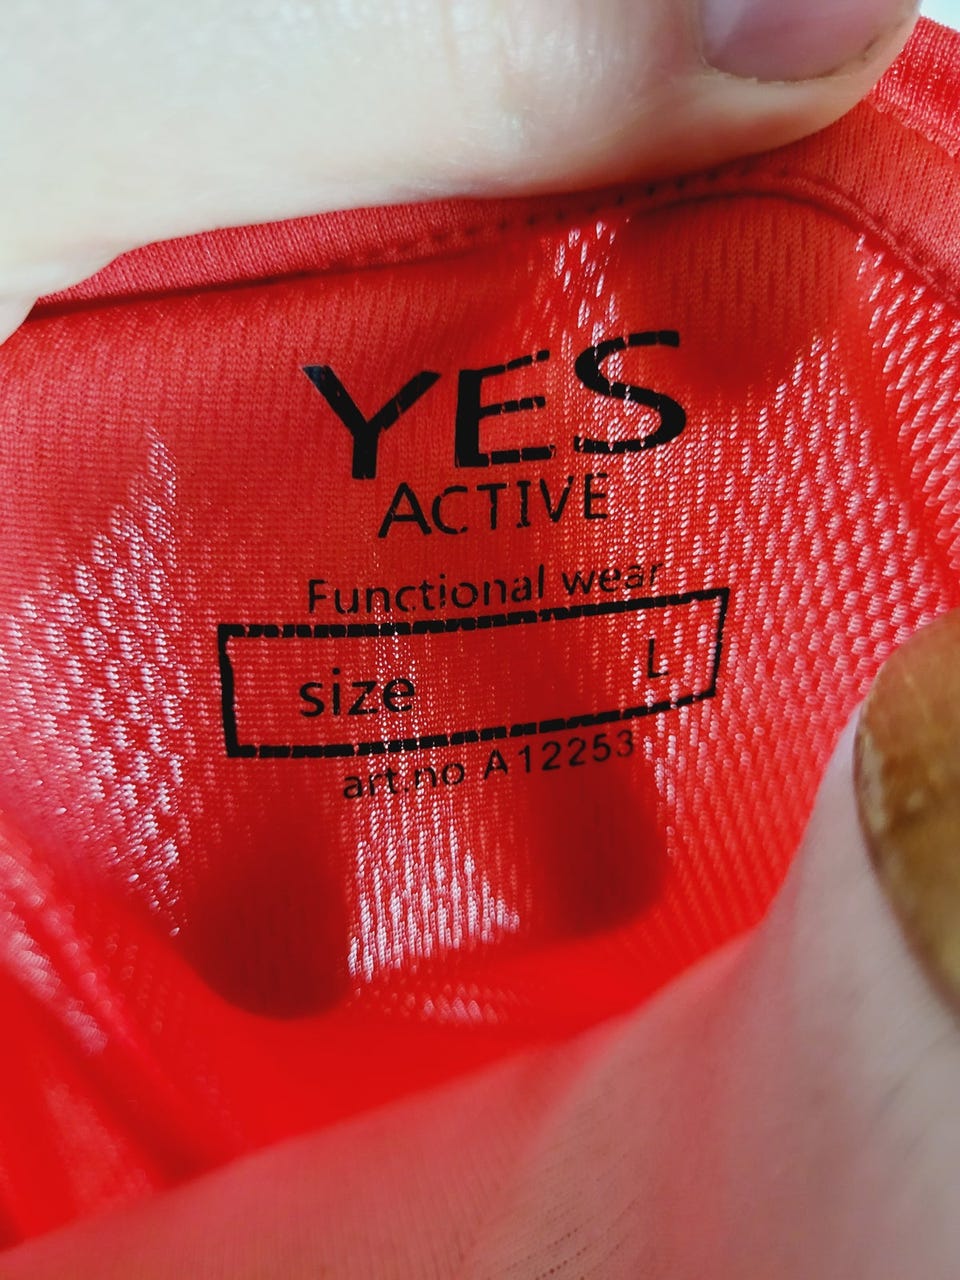 YES
ACTIVE
Functional wear
size L
art.no A12253